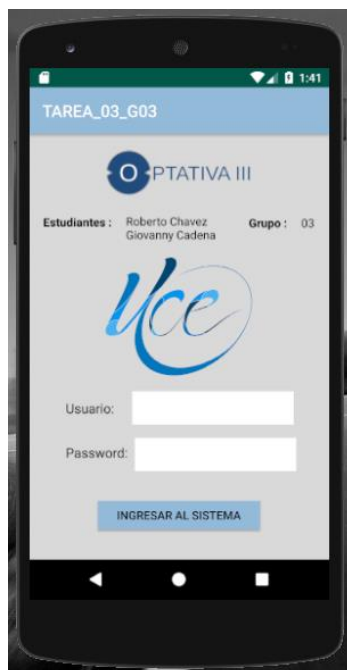 1:41
TAREA_03_G03
OPTATIVA III
Estudiantes : Roberto Chavez Grupo : 03
Giovanny Cadena
Uce
Usuario:
Password:
INGRESAR AL SISTEMA